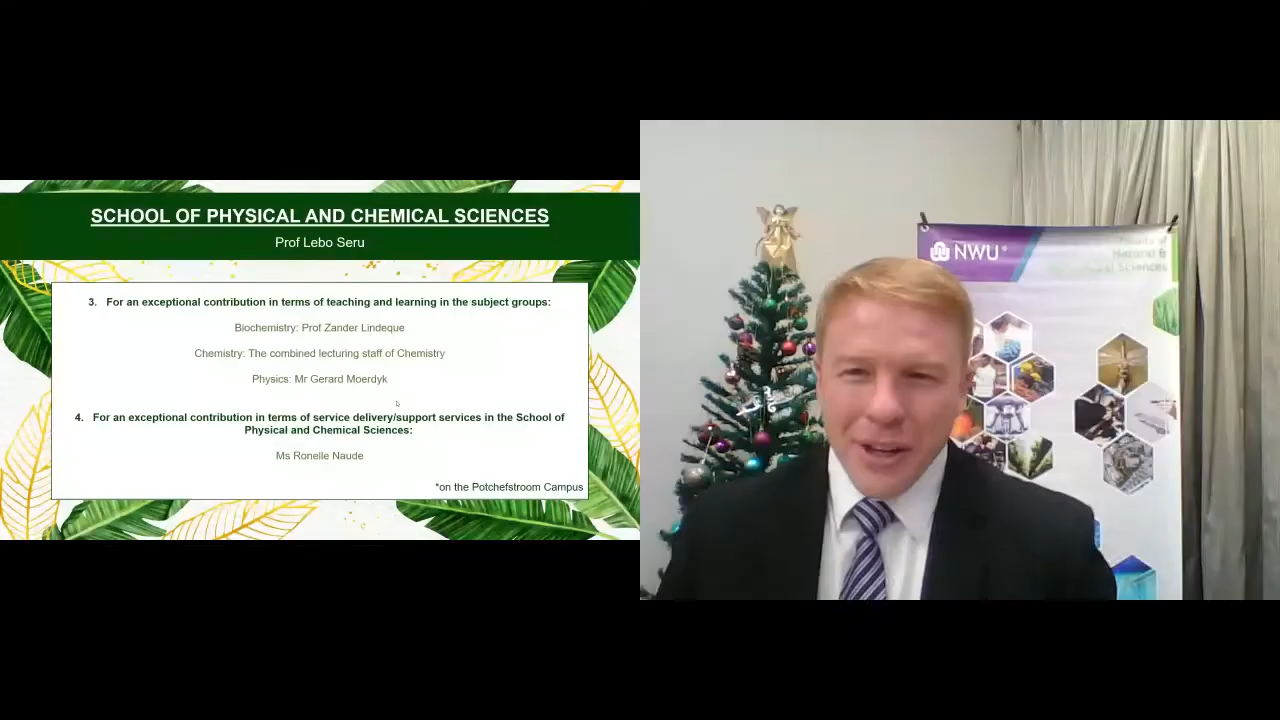 SCHOOL OF PHYSICAL AND CHEMICAL SCIENCES
Prof Lebo Seru
3. For an exceptional contribution in terms of teaching and learning in the subject groups:
Biochemistry: Prof Zander Lindeque
Chemistry: The combined lecturing staff of Chemistry
Physics: Mr Gerard Moerdyk
4. For an exceptional contribution in terms of service delivery/support services in the School of
Physical and Chemical Sciences:
Ms Ronelle Naude
*on the Potchefstroom Campus
NWU®
Natural &
Sciences